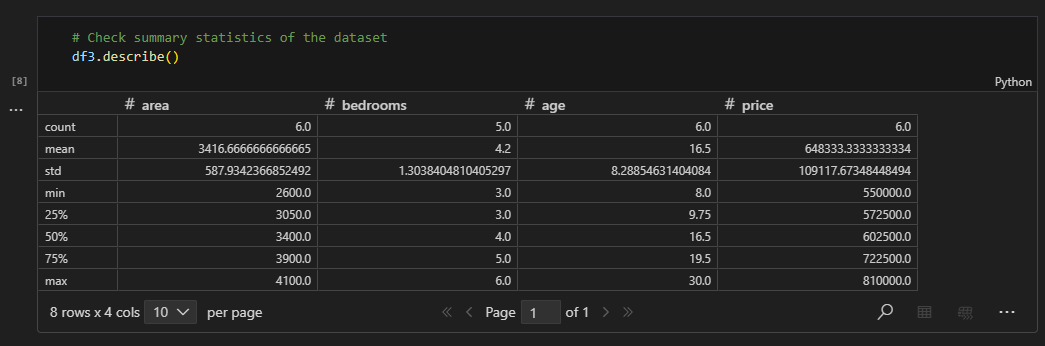 # Check summary statistics of the dataset
df3.describe()
[8]
Python
...
# area # bedrooms # age # price
count 6.0 5.0 6.0 6.0
mean 3416.6666666666665 4.2 16.5 648333.3333333334
std 587.9342366852492 1.3038404810405297 8.28854631404084 109117.67348448494
min 2600.0 3.0 8.0 550000.0
25% 3050.0 3.0 9.75 572500.0
50% 3400.0 4.0 16.5 602500.0
75% 3900.0 5.0 19.5 722500.0
max 4100.0 6.0 30.0 810000.0
8 rows x 4 cols 10 per page Page 1 of 1 ...